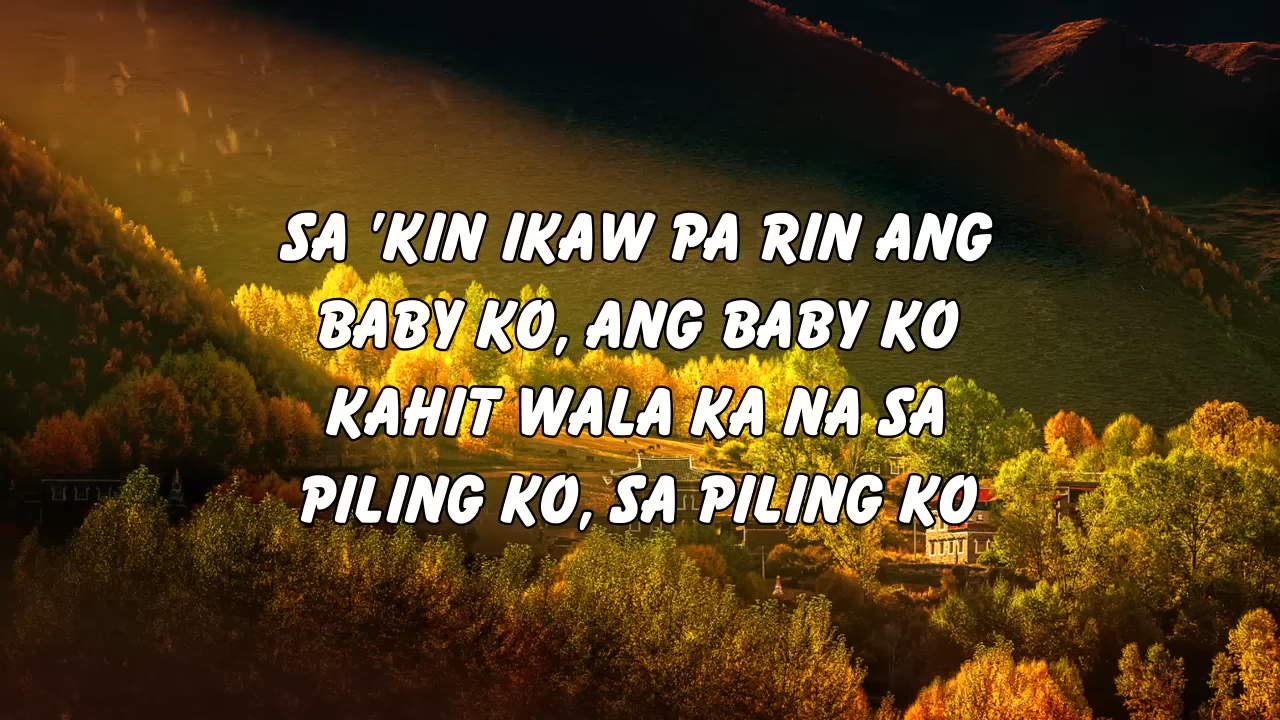 SA 'KIN IKAW PA RIN ANG
BABY KO, ANG BABY KO
KAHIT WALA KA NA SA
PILING KO, SA PILING KO